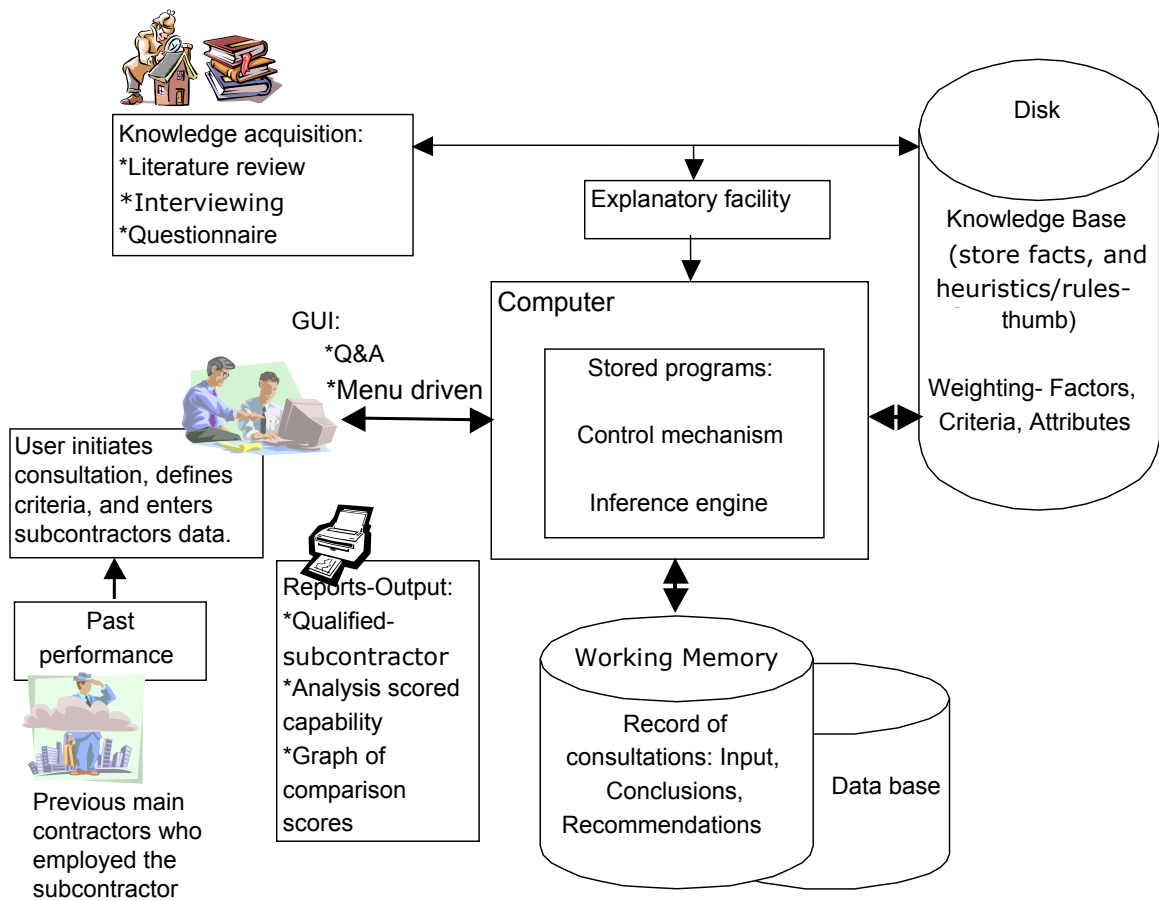 Knowledge acquisition:
*Literature review
*Interviewing
*Questionnaire
Explanatory facility
Disk
Knowledge Base
(store facts, and
heuristics/rules-
thumb)
Weighting- Factors,
Criteria, Attributes
GUI:
*Q&A
*Menu driven
Computer
Stored programs:
Control mechanism
Inference engine
User initiates
consultation, defines
criteria, and enters
subcontractors data.
Past
performance
Previous main
contractors who
employed the
subcontractor
Reports-Output:
*Qualified-
subcontractor
*Analysis scored
capability
*Graph of
comparison
scores
Working Memory
Record of
consultations: Input,
Conclusions,
Recommendations
Data base